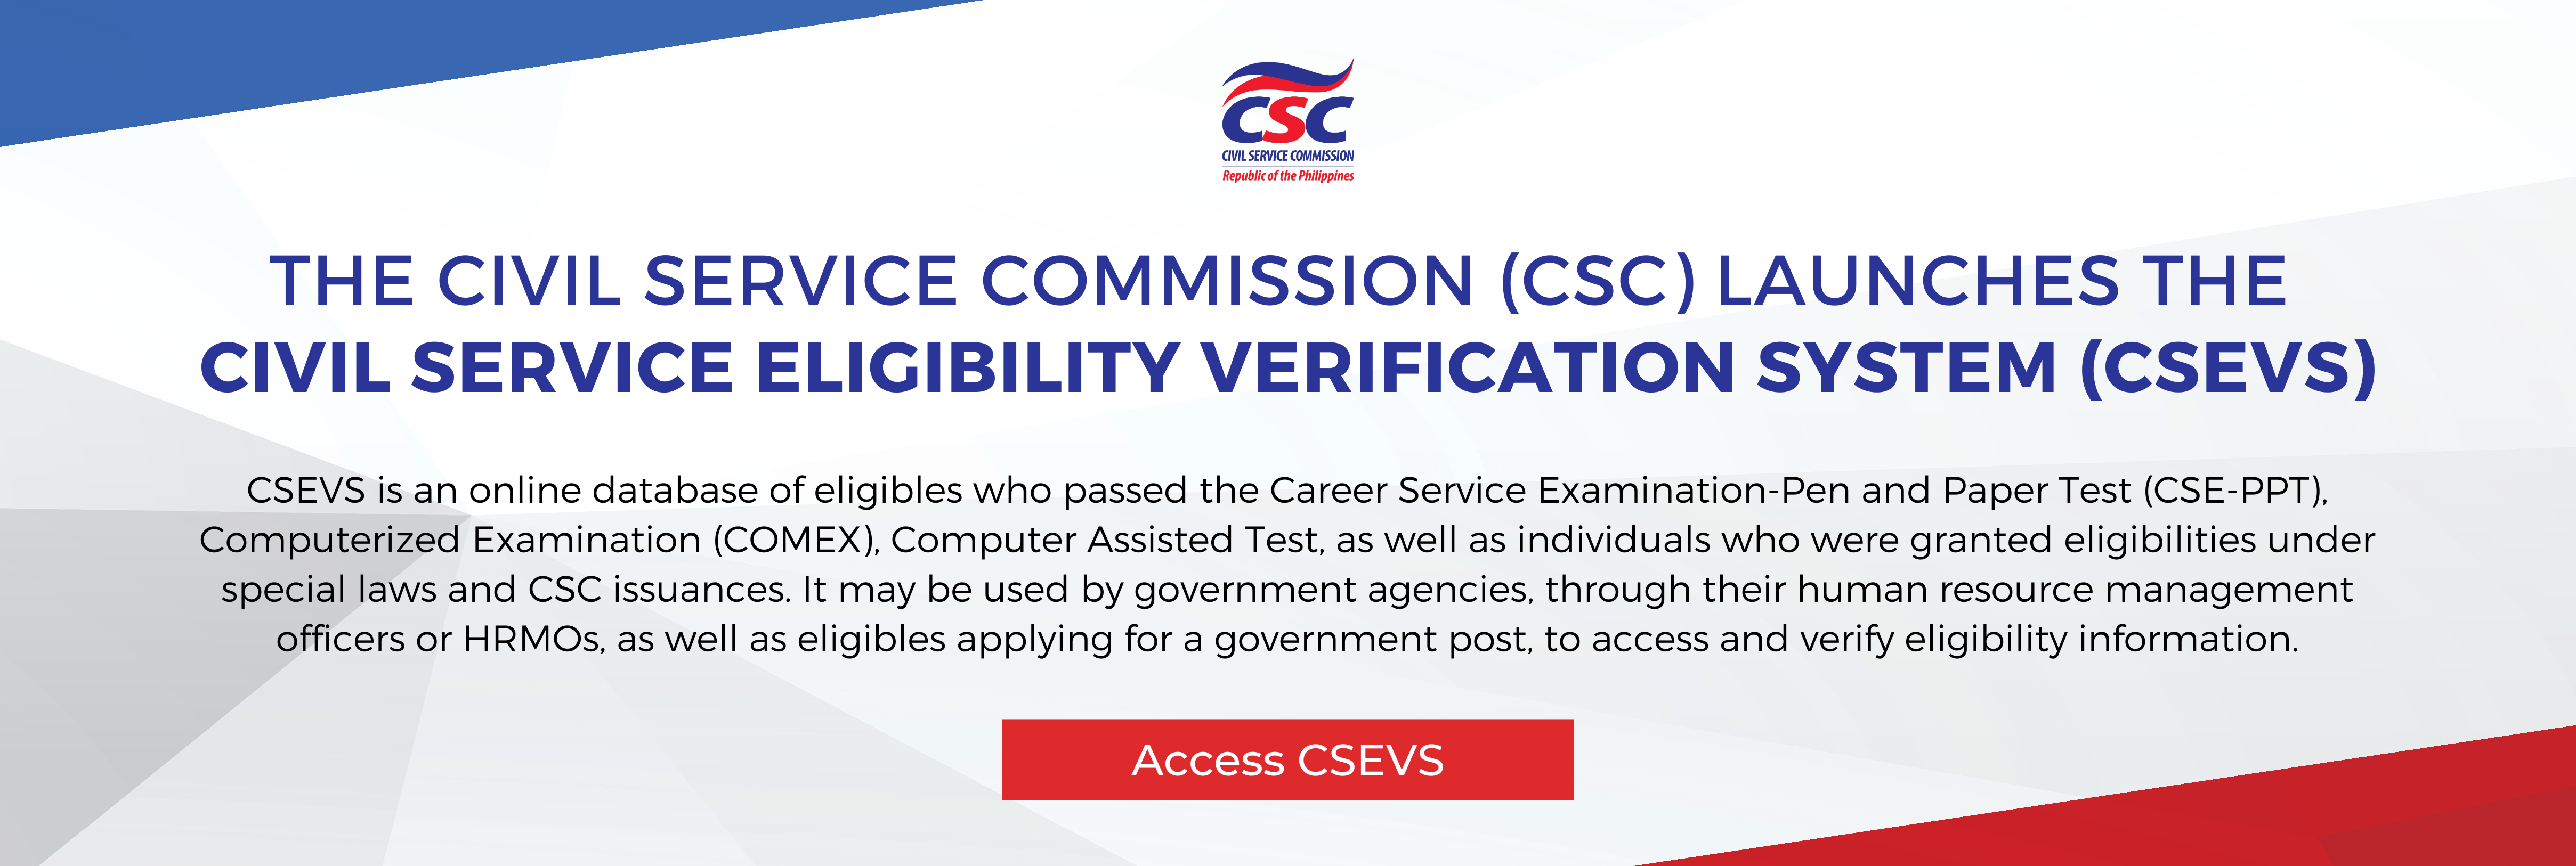 CSC
CIVIL SERVICE COMMISSION
Republic of the Philippines
THE CIVIL SERVICE COMMISSION (CSC) LAUNCHES THE
CIVIL SERVICE ELIGIBILITY VERIFICATION SYSTEM (CSEVS)
CSEVS is an online database of eligibles who passed the Career Service Examination-Pen and Paper Test (CSE-PPT),
Computerized Examination (COMEX), Computer Assisted Test, as well as individuals who were granted eligibilities under
special laws and CSC issuances. It may be used by government agencies, through their human resource management
officers or HRMOs, as well as eligibles applying for a government post, to access and verify eligibility information.
Access CSEVS